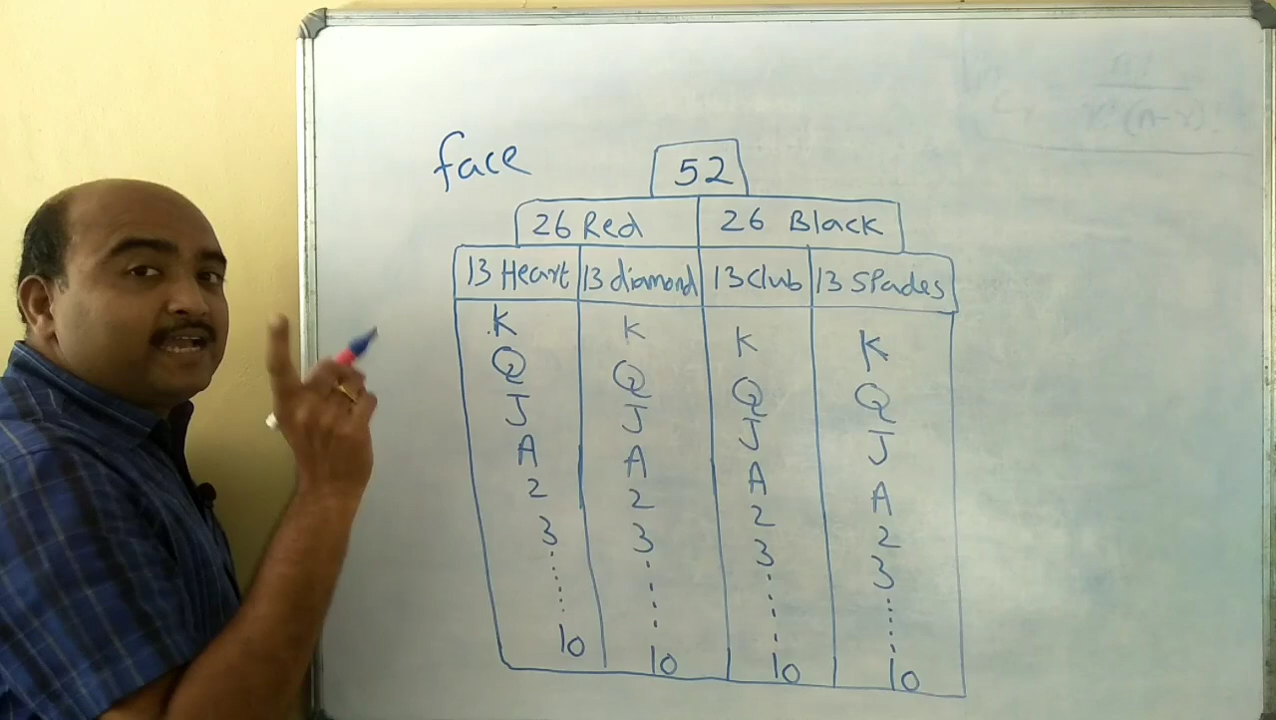 face
52
26 Red 26 Black
13 Heart 13 diamond 13 Club 13 SPades
K K K K
Q Q Q Q
J J J J
A A A A
2 2 2 2
3 3 3 3
10 10 10 10